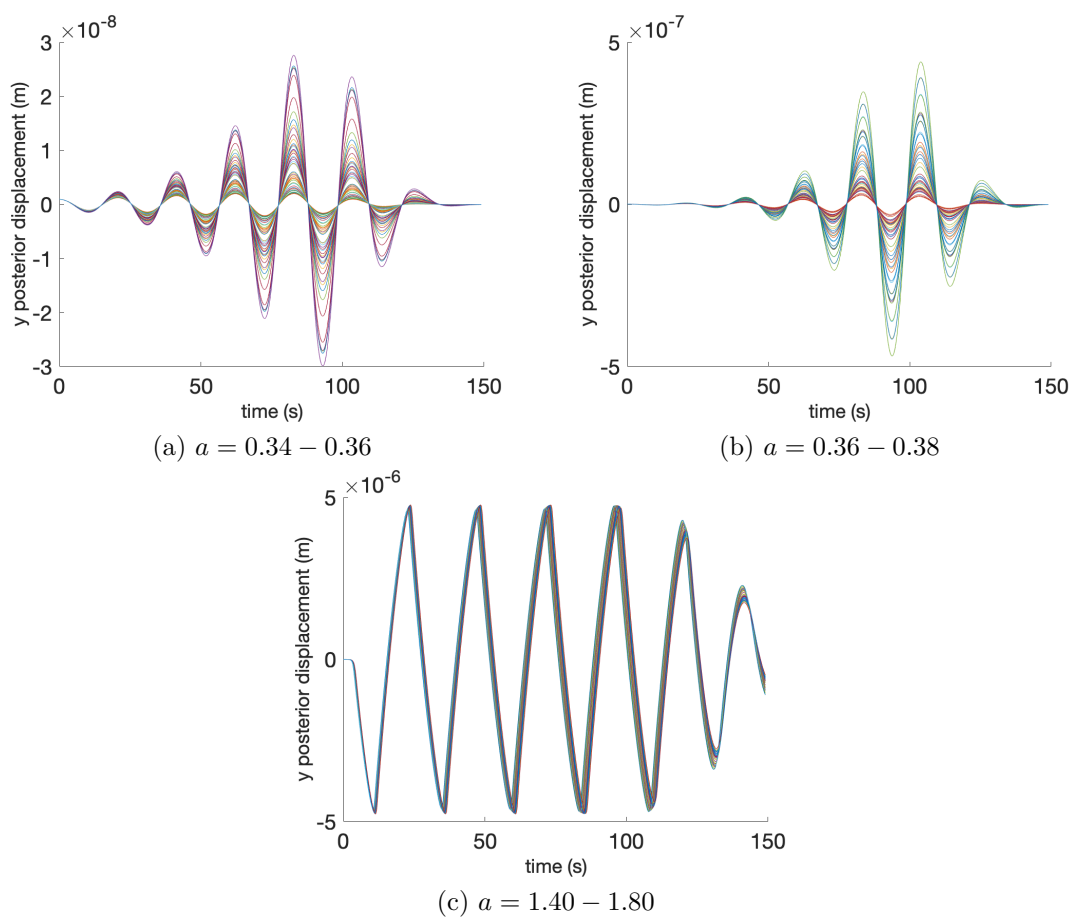 ×10⁻⁸
3
2
1
0
-1
-2
-3
y posterior displacement (m)
0 50 100 150
time (s)
(a) a = 0.34 − 0.36
×10⁻⁷
5
0
-5
y posterior displacement (m)
0 50 100 150
time (s)
(b) a = 0.36 − 0.38
×10⁻⁶
5
0
-5
y posterior displacement (m)
0 50 100 150
time (s)
(c) a = 1.40 − 1.80